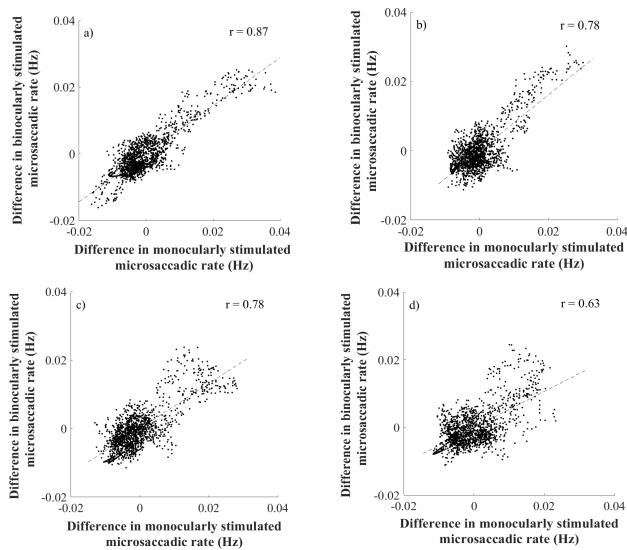 a)
r = 0.87
0.04
0.02
0
-0.02
-0.02
0
0.02
0.04
Difference in binocularly stimulated
microsaccadic rate (Hz)
Difference in monocularly stimulated
microsaccadic rate (Hz)
b)
r = 0.78
0.04
0.02
0
-0.02
-0.02
0
0.02
0.04
Difference in binocularly stimulated
microsaccadic rate (Hz)
Difference in monocularly stimulated
microsaccadic rate (Hz)
c)
r = 0.78
0.04
0.02
0
-0.02
-0.02
0
0.02
0.04
Difference in binocularly stimulated
microsaccadic rate (Hz)
Difference in monocularly stimulated
microsaccadic rate (Hz)
d)
r = 0.63
0.04
0.02
0
-0.02
-0.02
0
0.02
0.04
Difference in binocularly stimulated
microsaccadic rate (Hz)
Difference in monocularly stimulated
microsaccadic rate (Hz)